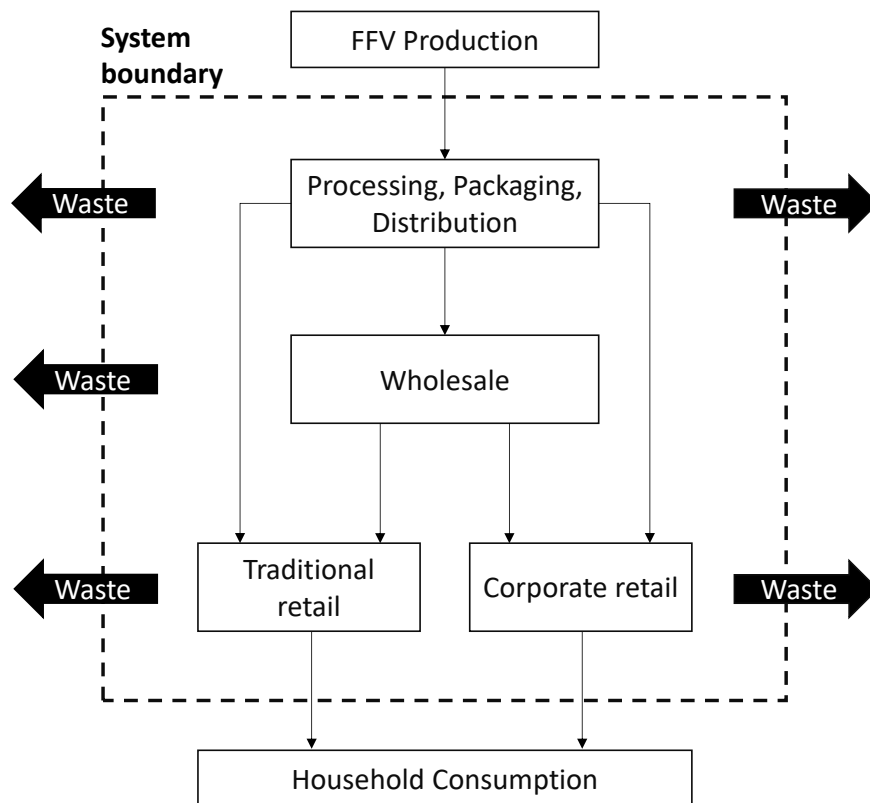 System
boundary
FFV Production
Processing, Packaging,
Distribution
Waste
Waste
Wholesale
Waste
Traditional
retail
Corporate retail
Waste
Waste
Household Consumption